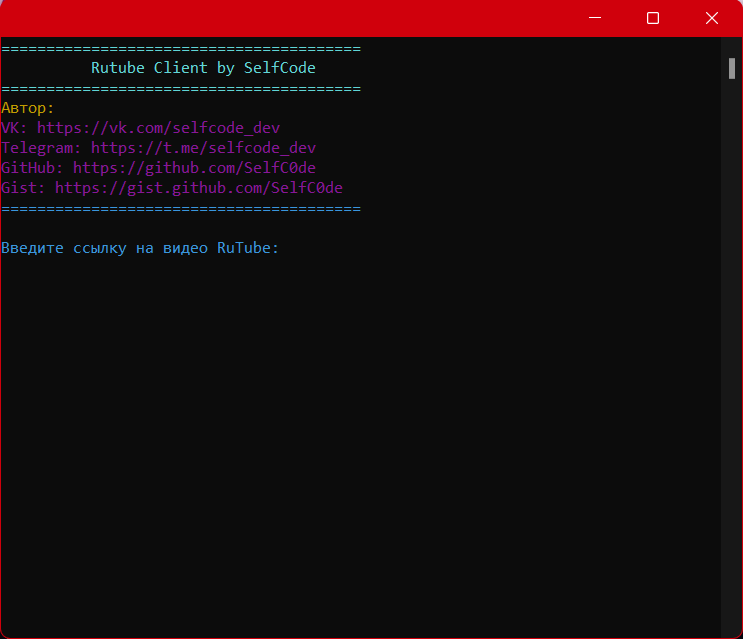 ========================================
Rutube Client by SelfCode
========================================
Автор:
VK: https://vk.com/selfcode_dev
Telegram: https://t.me/selfcode_dev
GitHub: https://github.com/SelfC0de
Gist: https://gist.github.com/SelfC0de
========================================
Введите ссылку на видео RuTube: